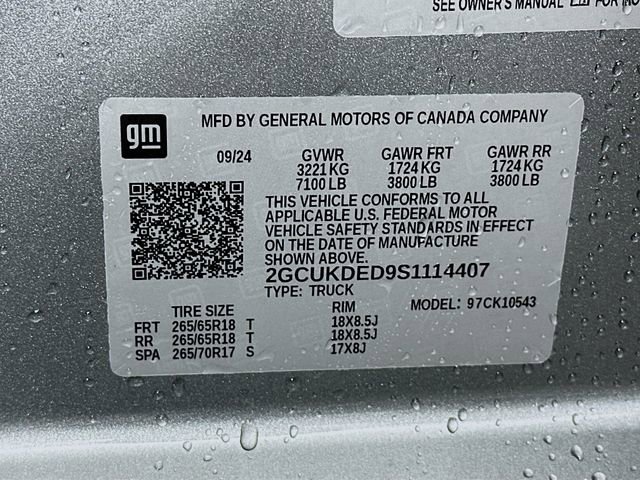 SEE OWNER'S MANUAL FOR
gm
MFD BY GENERAL MOTORS OF CANADA COMPANY
09/24 GVWR GAWR FRT GAWR RR
3221 KG 1724 KG 1724 KG
7100 LB 3800 LB 3800 LB
THIS VEHICLE CONFORMS TO ALL
APPLICABLE U.S. FEDERAL MOTOR
VEHICLE SAFETY STANDARDS IN EFFECT
ON THE DATE OF MANUFACTURE
SHOWN ABOVE.
2GCUKDED9S1114407
TYPE: TRUCK
TIRE SIZE RIM MODEL: 97CK10543
FRT 265/65R18 T 18X8.5J
RR 265/65R18 T 18X8.5J
SPA 265/70R17 S 17X8J